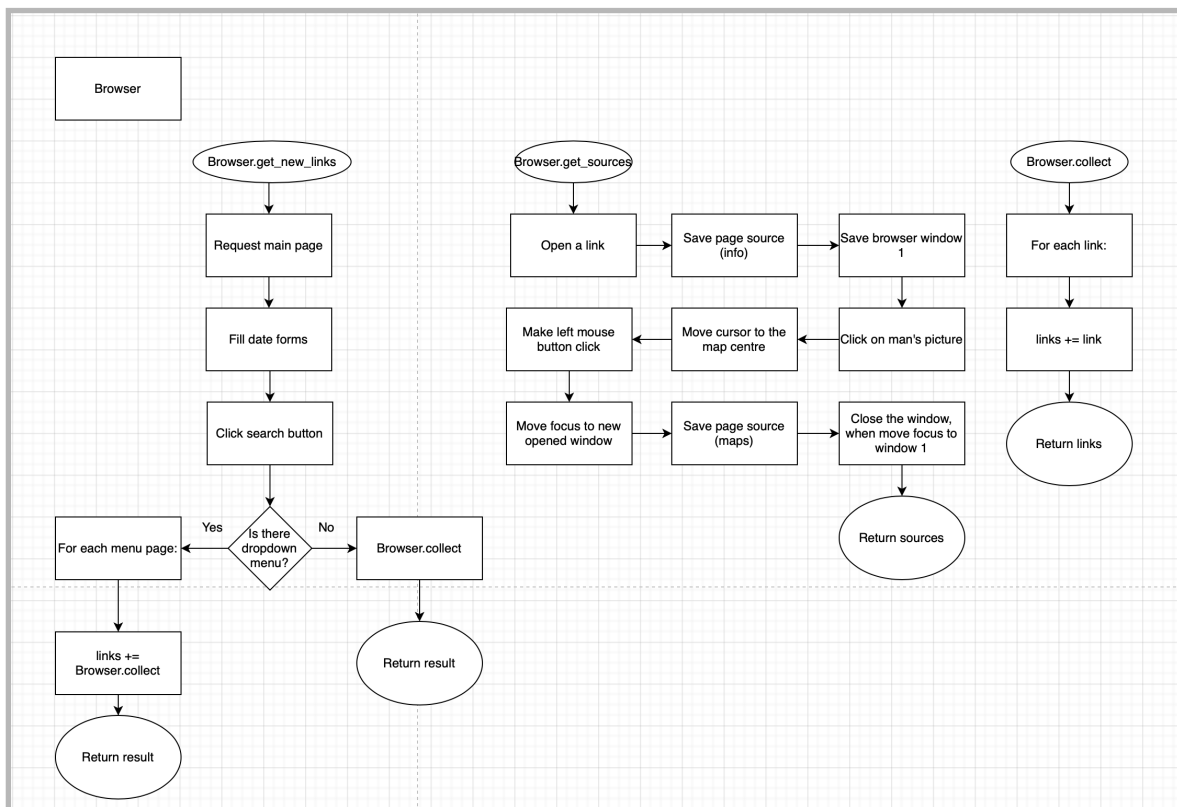 Browser
Browser.get_new_links
Request main page
Fill date forms
Click search button
Is there
dropdown
menu?
Yes
No
For each menu page:
Browser.collect
links +=
Browser.collect
Return result
Return result
Browser.get_sources
Open a link
Save page source
(info)
Save browser window
1
Click on man's picture
Move cursor to the
map centre
Make left mouse
button click
Move focus to new
opened window
Save page source
(maps)
Close the window,
when move focus to
window 1
Return sources
Browser.collect
For each link:
links += link
Return links